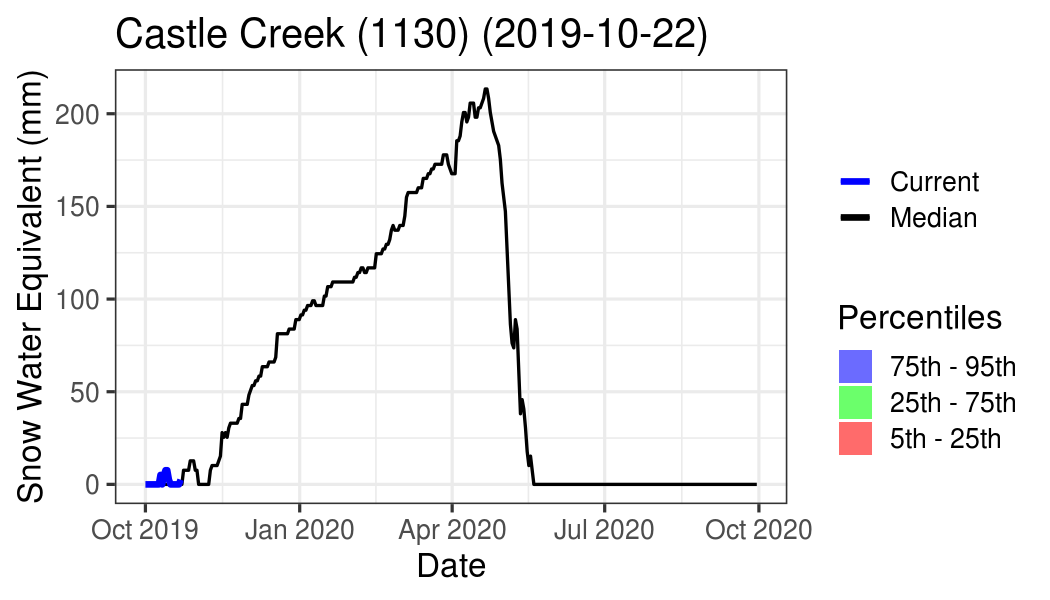 Castle Creek (1130) (2019-10-22)
Snow Water Equivalent (mm)
200
150
100
50
0
Oct 2019 Jan 2020 Apr 2020 Jul 2020 Oct 2020
Date
Current
Median
Percentiles
75th - 95th
25th - 75th
5th - 25th